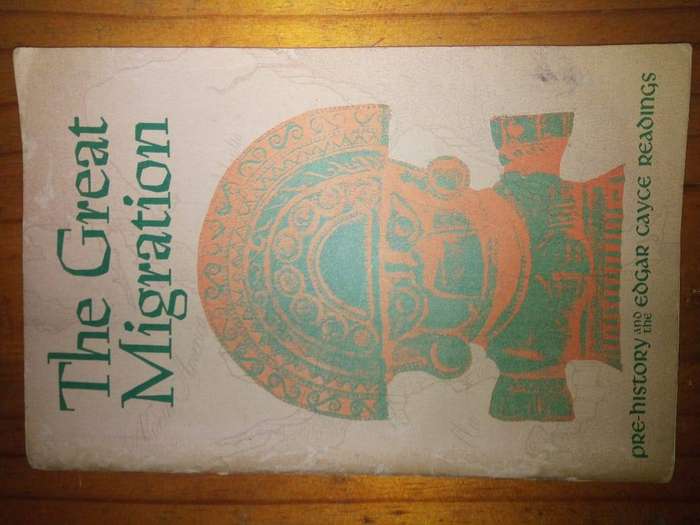 The Great
Migration
PRE-HISTORY AND the EDGAR CAYCE READINGS